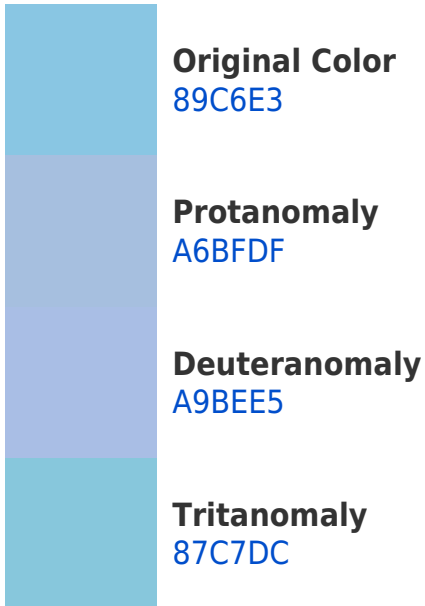 Original Color
89C6E3
Protanomaly
A6BFDF
Deuteranomaly
A9BEE5
Tritanomaly
87C7DC